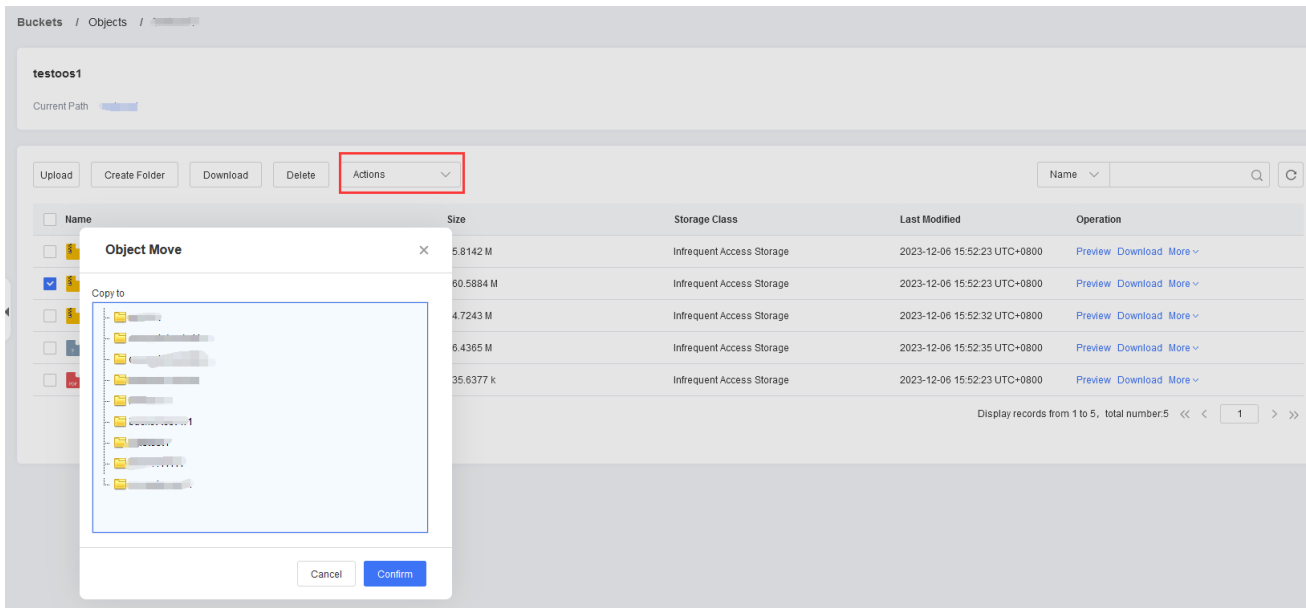 Buckets / Objects /
testoos1
Current Path
Upload Create Folder Download Delete Actions Name
Name Size Storage Class Last Modified Operation
5.8142 M Infrequent Access Storage 2023-12-06 15:52:23 UTC+0800 Preview Download More
60.5884 M Infrequent Access Storage 2023-12-06 15:52:23 UTC+0800 Preview Download More
4.7243 M Infrequent Access Storage 2023-12-06 15:52:32 UTC+0800 Preview Download More
6.4365 M Infrequent Access Storage 2023-12-06 15:52:35 UTC+0800 Preview Download More
PDF 35.6377 k Infrequent Access Storage 2023-12-06 15:52:23 UTC+0800 Preview Download More
Display records from 1 to 5, total number:5 << < 1 > >>
Object Move
Copy to
Cancel Confirm